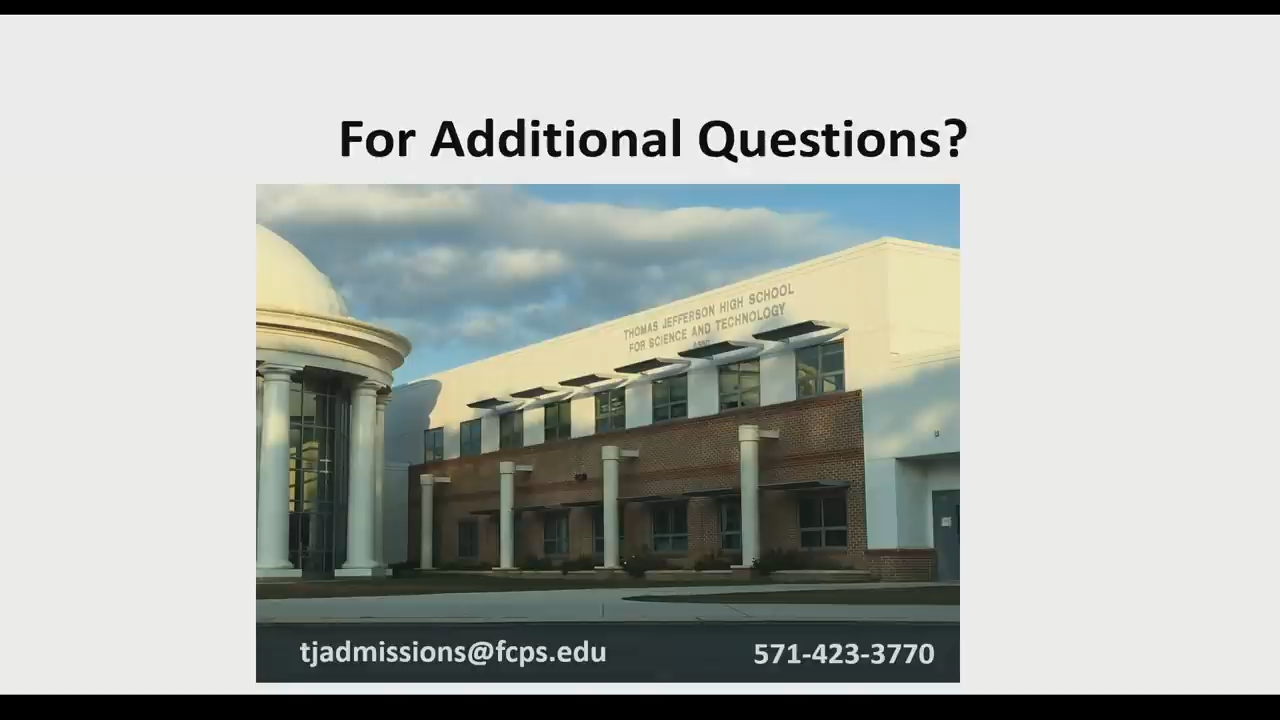 For Additional Questions?
THOMAS JEFFERSON HIGH SCHOOL
FOR SCIENCE AND TECHNOLOGY
tjadmissions@fcps.edu
571-423-3770